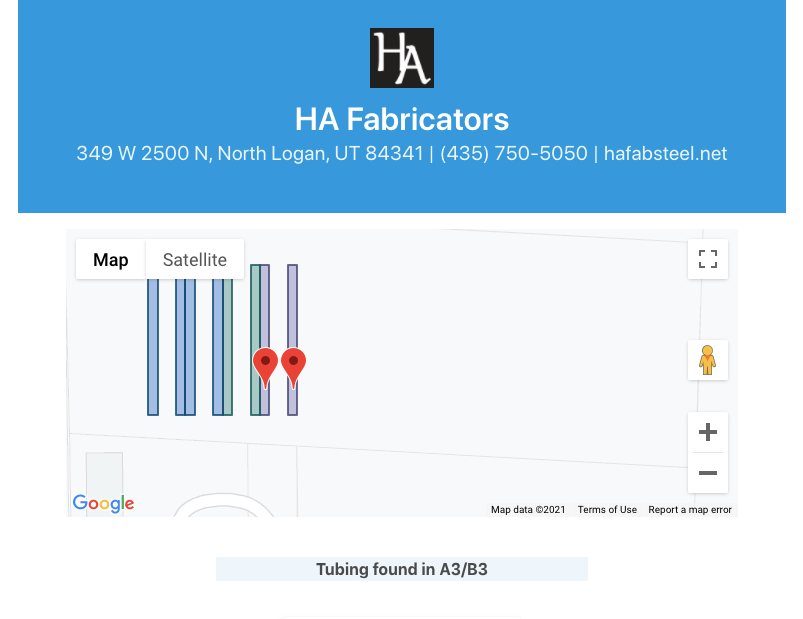 HA
HA Fabricators
349 W 2500 N, North Logan, UT 84341 | (435) 750-5050 | hafabsteel.net
Map Satellite
Google
Map data ©2021 Terms of Use Report a map error
Tubing found in A3/B3